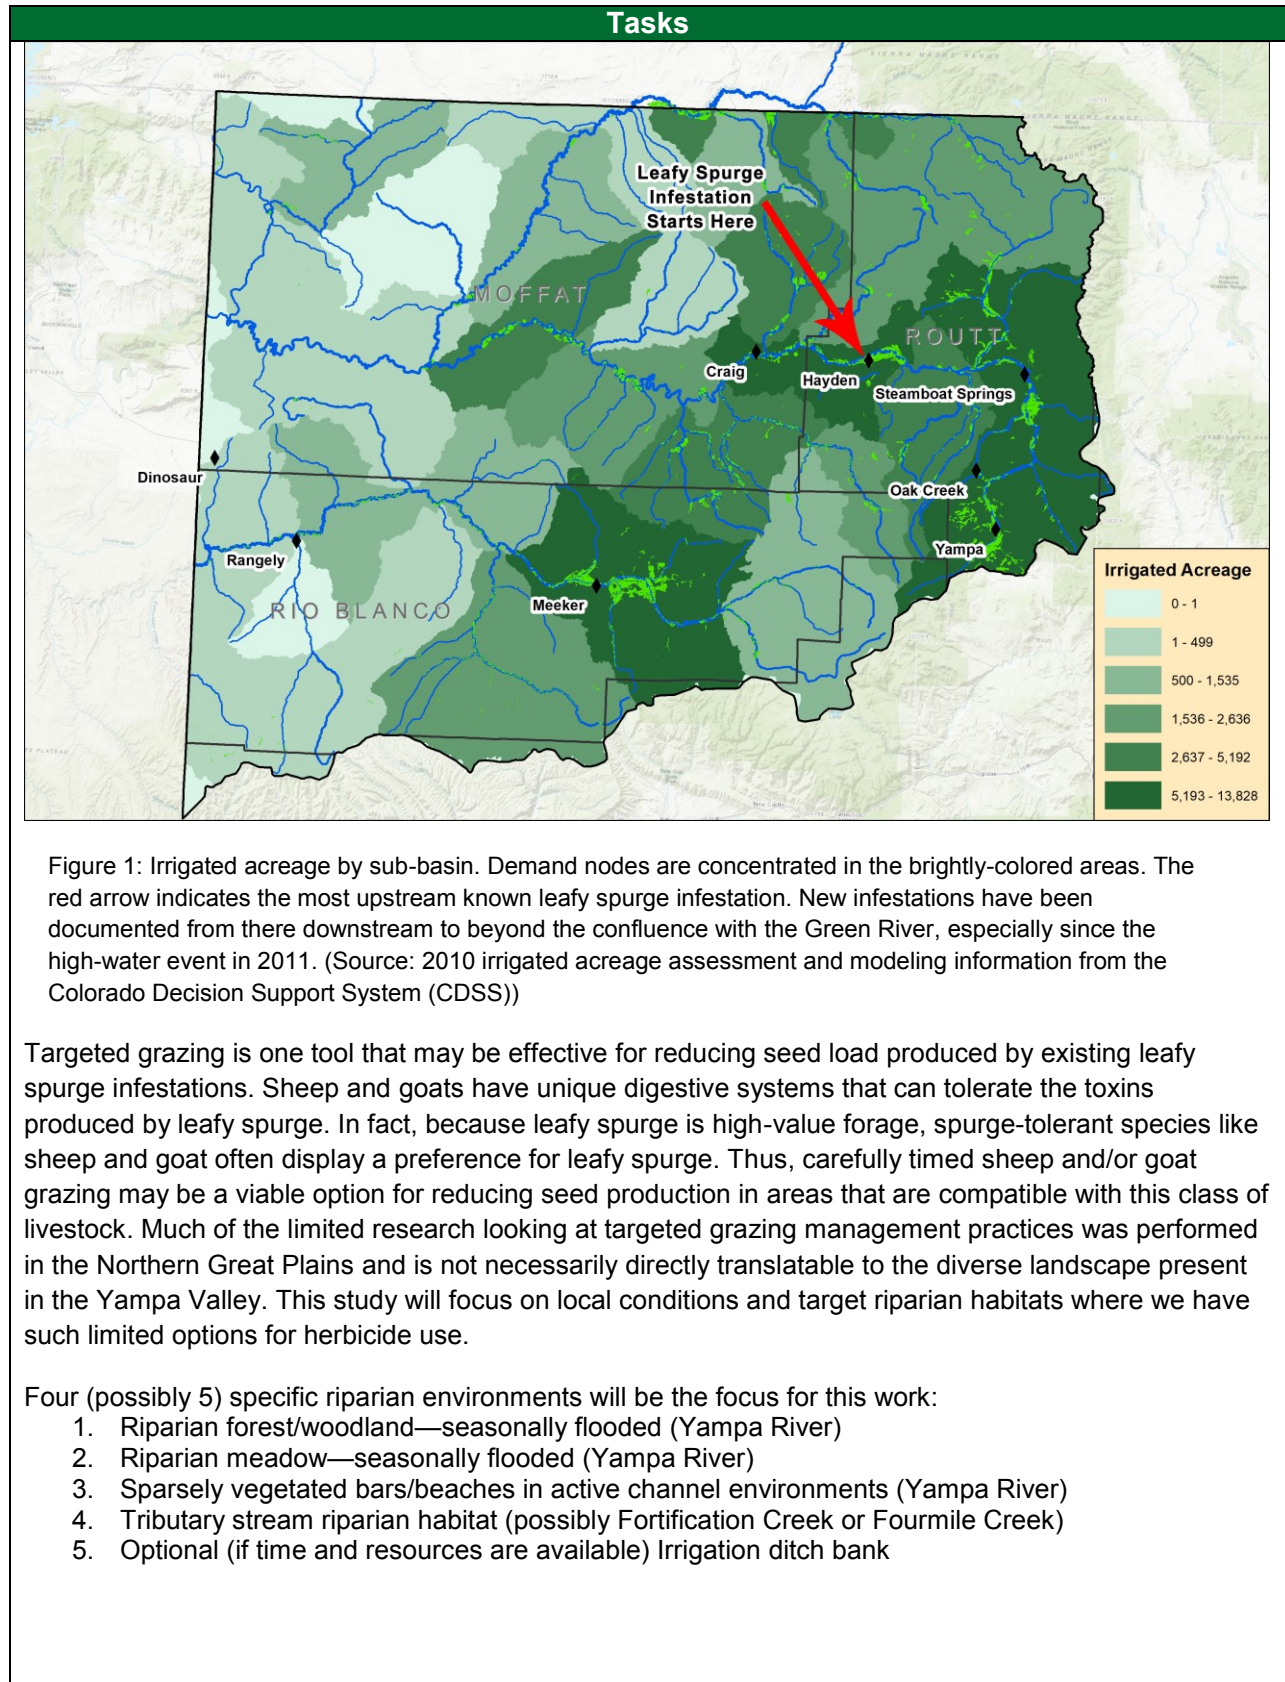 Tasks
SIERRA MADRE RANGE
Leafy Spurge
Infestation
Starts Here
MOFFAT
ROUTT
Craig
Hayden
Steamboat Springs
Dinosaur
Oak Creek
Rangely
Yampa
Meeker
RIO BLANCO
Irrigated Acreage
0 - 1
1 - 499
500 - 1,535
1,536 - 2,636
2,637 - 5,192
5,193 - 13,828
Figure 1: Irrigated acreage by sub-basin. Demand nodes are concentrated in the brightly-colored areas. The
red arrow indicates the most upstream known leafy spurge infestation. New infestations have been
documented from there downstream to beyond the confluence with the Green River, especially since the
high-water event in 2011. (Source: 2010 irrigated acreage assessment and modeling information from the
Colorado Decision Support System (CDSS))
Targeted grazing is one tool that may be effective for reducing seed load produced by existing leafy
spurge infestations. Sheep and goats have unique digestive systems that can tolerate the toxins
produced by leafy spurge. In fact, because leafy spurge is high-value forage, spurge-tolerant species like
sheep and goat often display a preference for leafy spurge. Thus, carefully timed sheep and/or goat
grazing may be a viable option for reducing seed production in areas that are compatible with this class of
livestock. Much of the limited research looking at targeted grazing management practices was performed
in the Northern Great Plains and is not necessarily directly translatable to the diverse landscape present
in the Yampa Valley. This study will focus on local conditions and target riparian habitats where we have
such limited options for herbicide use.
Four (possibly 5) specific riparian environments will be the focus for this work:
1. Riparian forest/woodland—seasonally flooded (Yampa River)
2. Riparian meadow—seasonally flooded (Yampa River)
3. Sparsely vegetated bars/beaches in active channel environments (Yampa River)
4. Tributary stream riparian habitat (possibly Fortification Creek or Fourmile Creek)
5. Optional (if time and resources are available) Irrigation ditch bank